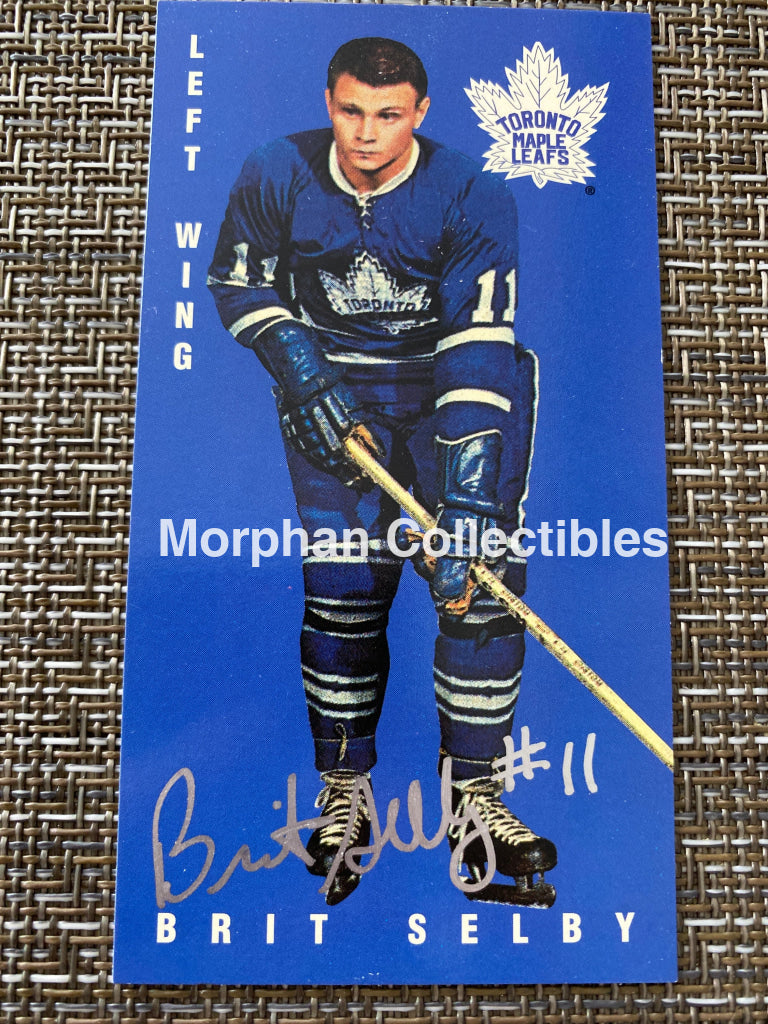 LEFT WING
TORONTO
MAPLE
LEAFS
®
11
11
TORONTO
Morphan Collectibles
Brit Selby #11
BRIT SELBY